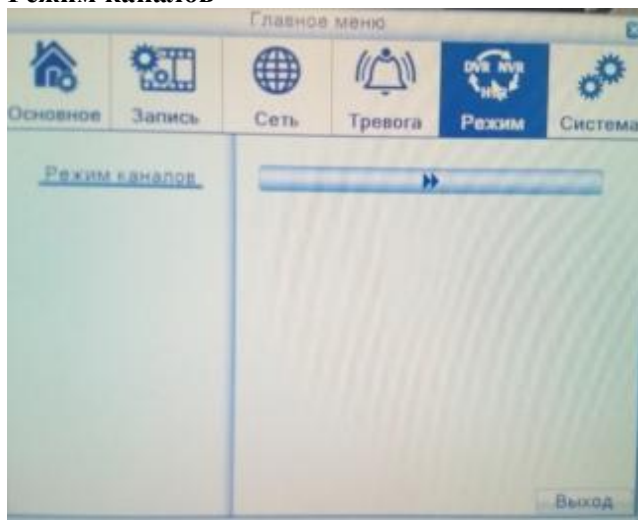 Режим каналов
Главное меню
DVR NVR
HVR
Основное
Запись
Сеть
Тревога
Режим
Система
Режим каналов
Выход